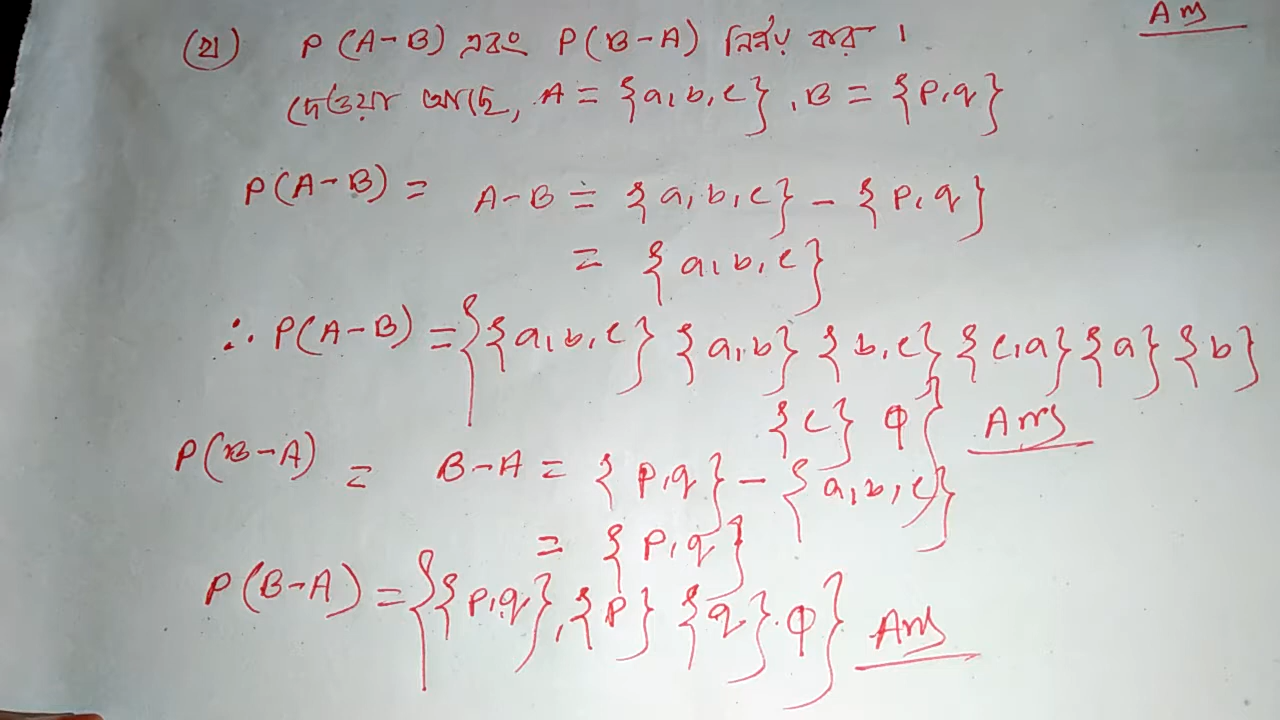 Ans
(খ) P(A-B) এবং P(B-A) নির্ণয় কর ।
দেওয়া আছে, A = {a, b, c}, B = {p, q}
P(A-B) = A-B = {a, b, c} - {p, q}
= {a, b, c}
∴ P(A-B) = {{a, b, c} {a, b} {b, c} {c, a} {a} {b}
{c} φ} Ans
P(B-A) = B-A = {p, q} - {a, b, c}
= {p, q}
P(B-A) = {{p, q}, {p} {q}. φ} Ans